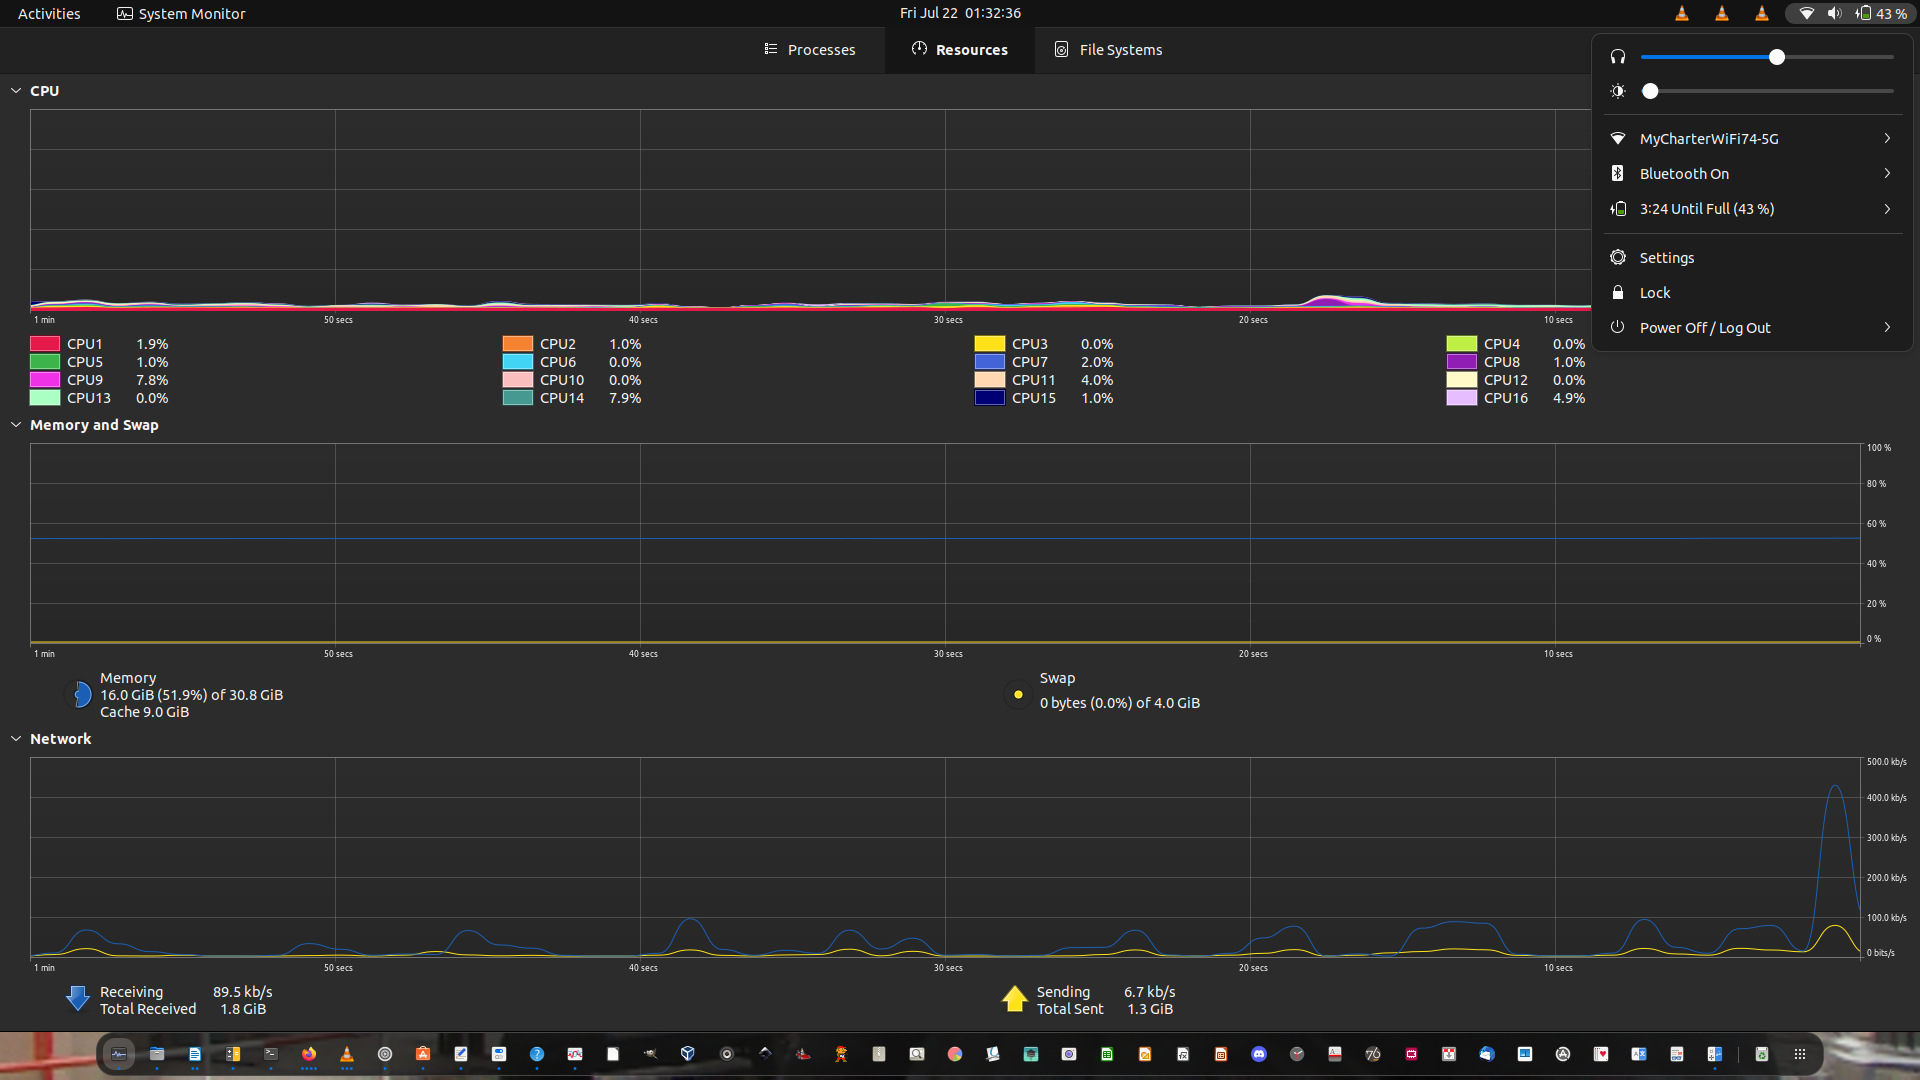 Activities
System Monitor
Fri Jul 22 01:32:36
43 %
Processes
Resources
File Systems
CPU
1 min
50 secs
40 secs
30 secs
20 secs
10 secs
CPU1 1.9%
CPU2 1.0%
CPU3 0.0%
CPU4 0.0%
CPU5 1.0%
CPU6 0.0%
CPU7 2.0%
CPU8 1.0%
CPU9 7.8%
CPU10 0.0%
CPU11 4.0%
CPU12 0.0%
CPU13 0.0%
CPU14 7.9%
CPU15 1.0%
CPU16 4.9%
MyCharterWiFi74-5G
Bluetooth On
3:24 Until Full (43 %)
Settings
Lock
Power Off / Log Out
Memory and Swap
100 %
80 %
60 %
40 %
20 %
0 %
1 min
50 secs
40 secs
30 secs
20 secs
10 secs
Memory
16.0 GiB (51.9%) of 30.8 GiB
Cache 9.0 GiB
Swap
0 bytes (0.0%) of 4.0 GiB
Network
500.0 kb/s
400.0 kb/s
300.0 kb/s
200.0 kb/s
100.0 kb/s
0 bits/s
1 min
50 secs
40 secs
30 secs
20 secs
10 secs
Receiving 89.5 kb/s
Total Received 1.8 GiB
Sending 6.7 kb/s
Total Sent 1.3 GiB
76